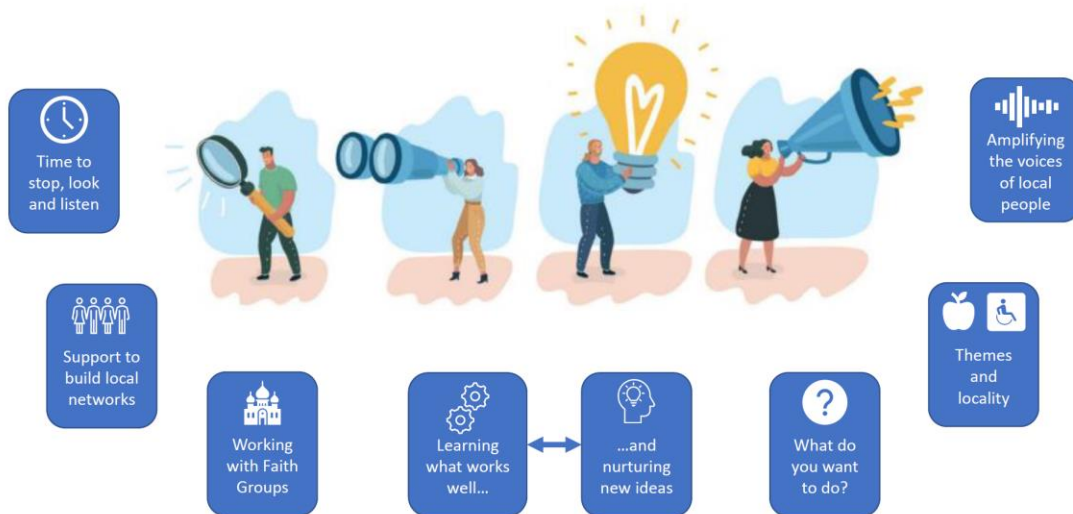 Time to
stop, look
and listen
Amplifying
the voices
of local
people
Support to
build local
networks
Themes
and
locality
Working
with Faith
Groups
Learning
what works
well...
...and
nurturing
new ideas
What do
you want
to do?